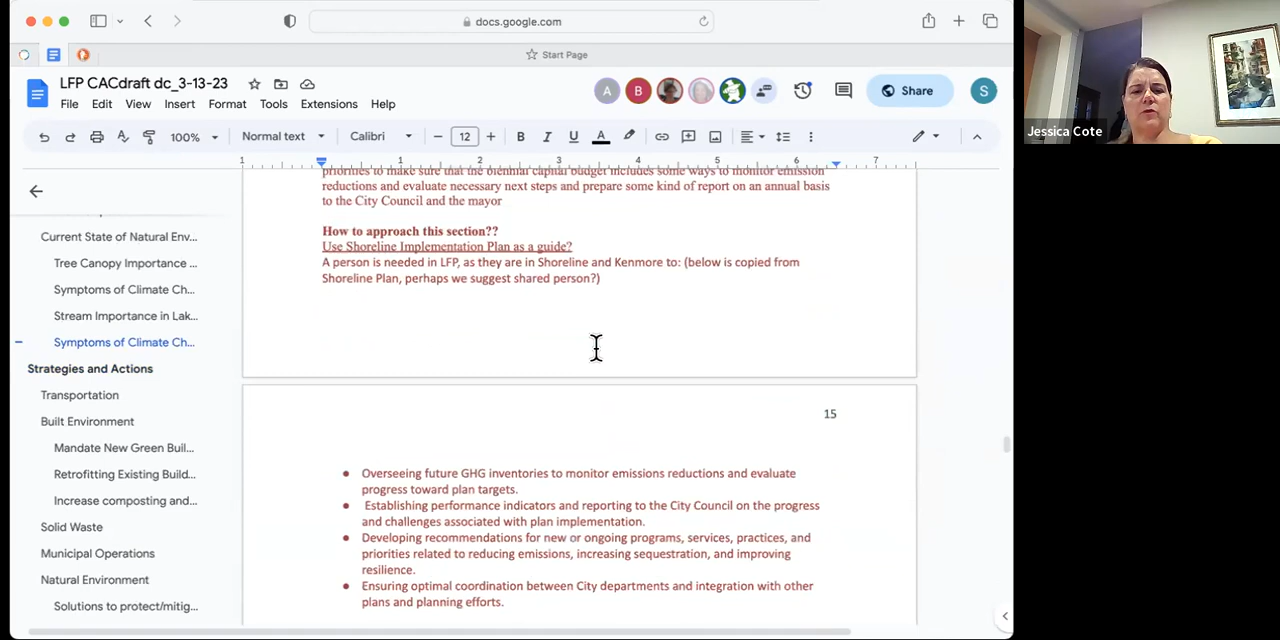 docs.google.com
Start Page
LFP CACdraft dc_3-13-23
File Edit View Insert Format Tools Extensions Help
A B
Share
S
100% Normal text Calibri 12 B I U A
1 1 2 3 4 5 6 7
Current State of Natural Env...
Tree Canopy Importance ...
Symptoms of Climate Ch...
Stream Importance in Lak...
Symptoms of Climate Ch...
Strategies and Actions
Transportation
Built Environment
Mandate New Green Buil...
Retrofitting Existing Build...
Increase composting and...
Solid Waste
Municipal Operations
Natural Environment
Solutions to protect/mitig...
priorities to make sure that the biennial capital budget includes some ways to monitor emission
reductions and evaluate necessary next steps and prepare some kind of report on an annual basis
to the City Council and the mayor
How to approach this section??
Use Shoreline Implementation Plan as a guide?
A person is needed in LFP, as they are in Shoreline and Kenmore to: (below is copied from
Shoreline Plan, perhaps we suggest shared person?)
15
• Overseeing future GHG inventories to monitor emissions reductions and evaluate
progress toward plan targets.
• Establishing performance indicators and reporting to the City Council on the progress
and challenges associated with plan implementation.
• Developing recommendations for new or ongoing programs, services, practices, and
priorities related to reducing emissions, increasing sequestration, and improving
resilience.
• Ensuring optimal coordination between City departments and integration with other
plans and planning efforts.
Jessica Cote